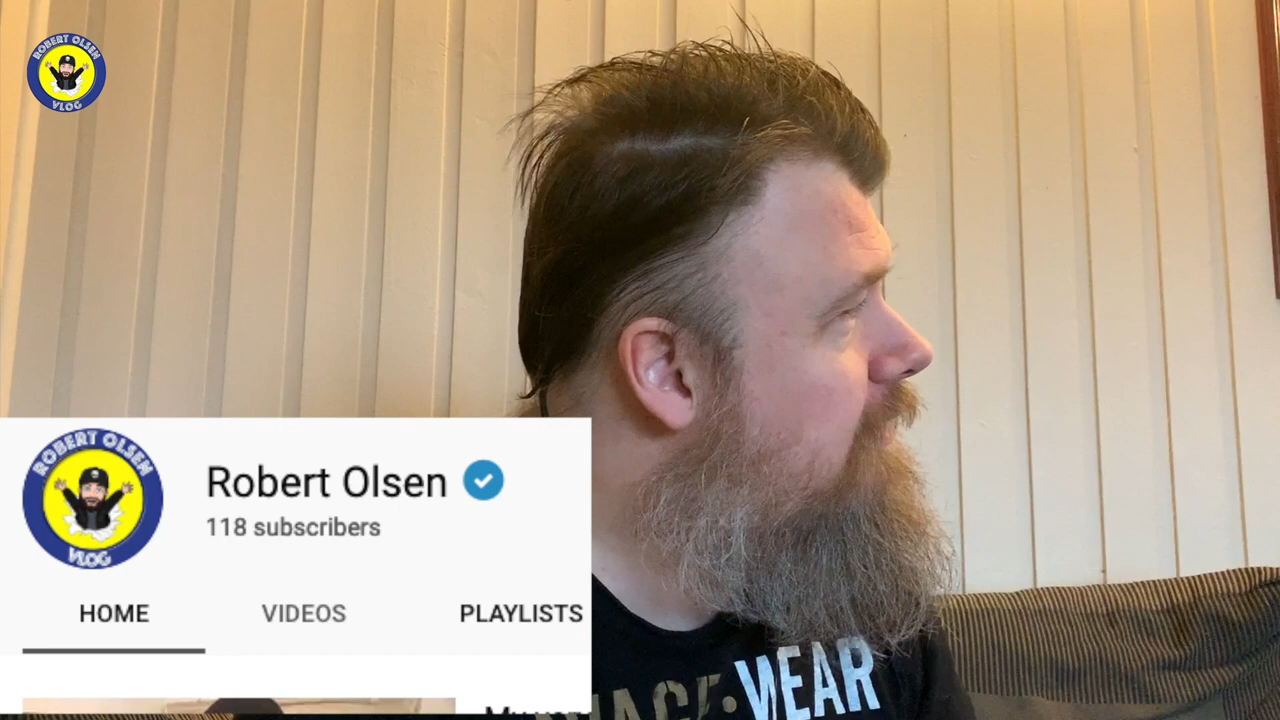 ROBERT OLSEN
VLOG
ROBERT OLSEN
VLOG
Robert Olsen
118 subscribers
HOME VIDEOS PLAYLISTS
WEAR